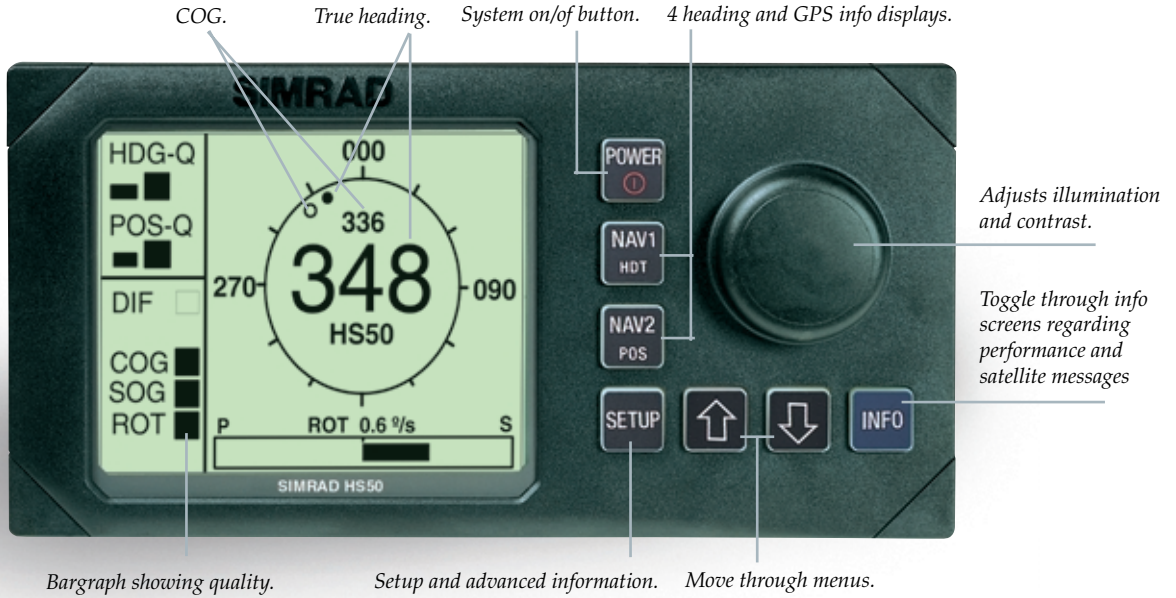 COG.
True heading.
System on/of button.
4 heading and GPS info displays.
SIMRAD
HDG-Q
POS-Q
DIF
COG
SOG
ROT
000
336
348
270
090
HS50
P
ROT 0.6 º/s
S
SIMRAD HS50
POWER
NAV1
HDT
NAV2
POS
SETUP
INFO
Adjusts illumination
and contrast.
Toggle through info
screens regarding
performance and
satellite messages
Bargraph showing quality.
Setup and advanced information.
Move through menus.